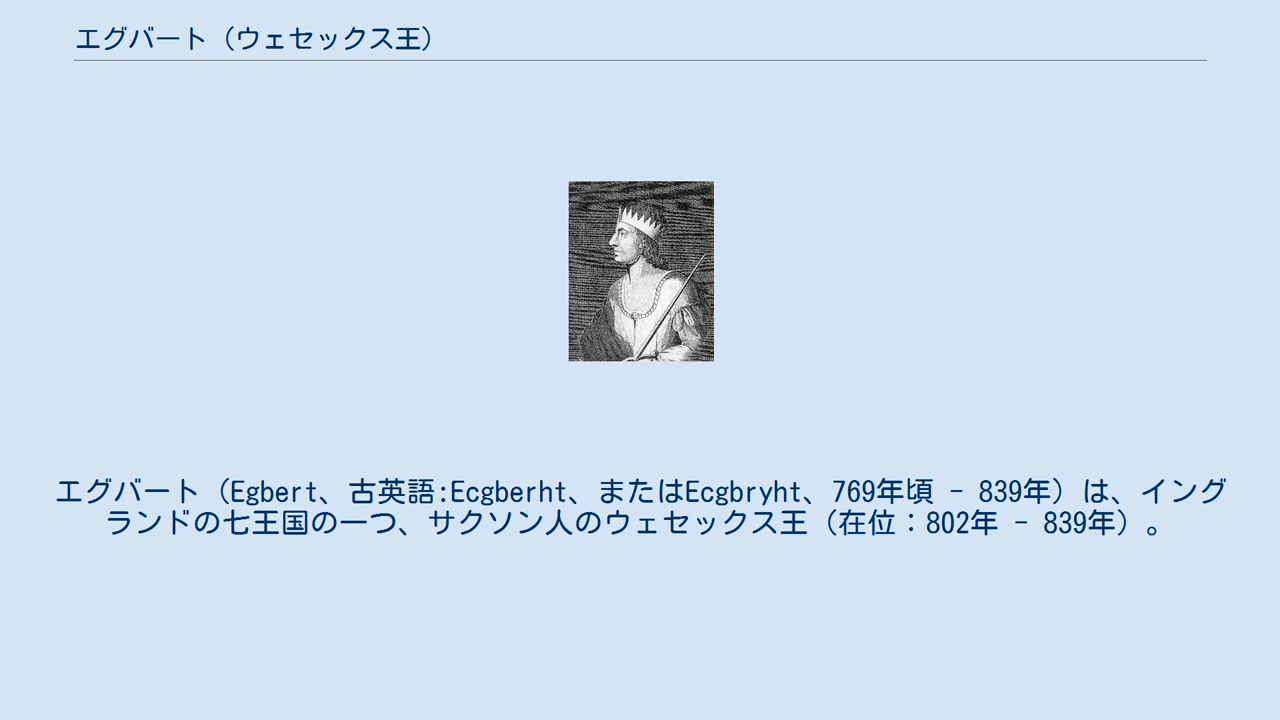 エグバート（ウェセックス王）
エグバート（Egbert、古英語:Ecgberht、またはEcgbryht、769年頃 － 839年）は、イング
ランドの七王国の一つ、サクソン人のウェセックス王（在位：802年 － 839年）。